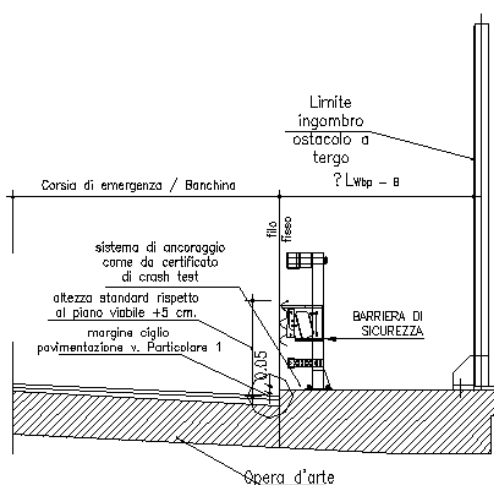 Limite
ingombro
ostacolo a
tergo
? LWbp - B
Corsia di emergenza / Banchina
filo
fisso
sistema di ancoraggio
come da certificato
di crash test
altezza standard rispetto
al piano viabile +5 cm.
margine ciglio
pavimentazione v. Particolare 1
0.05
BARRIERA DI
SICUREZZA
Opera d'arte